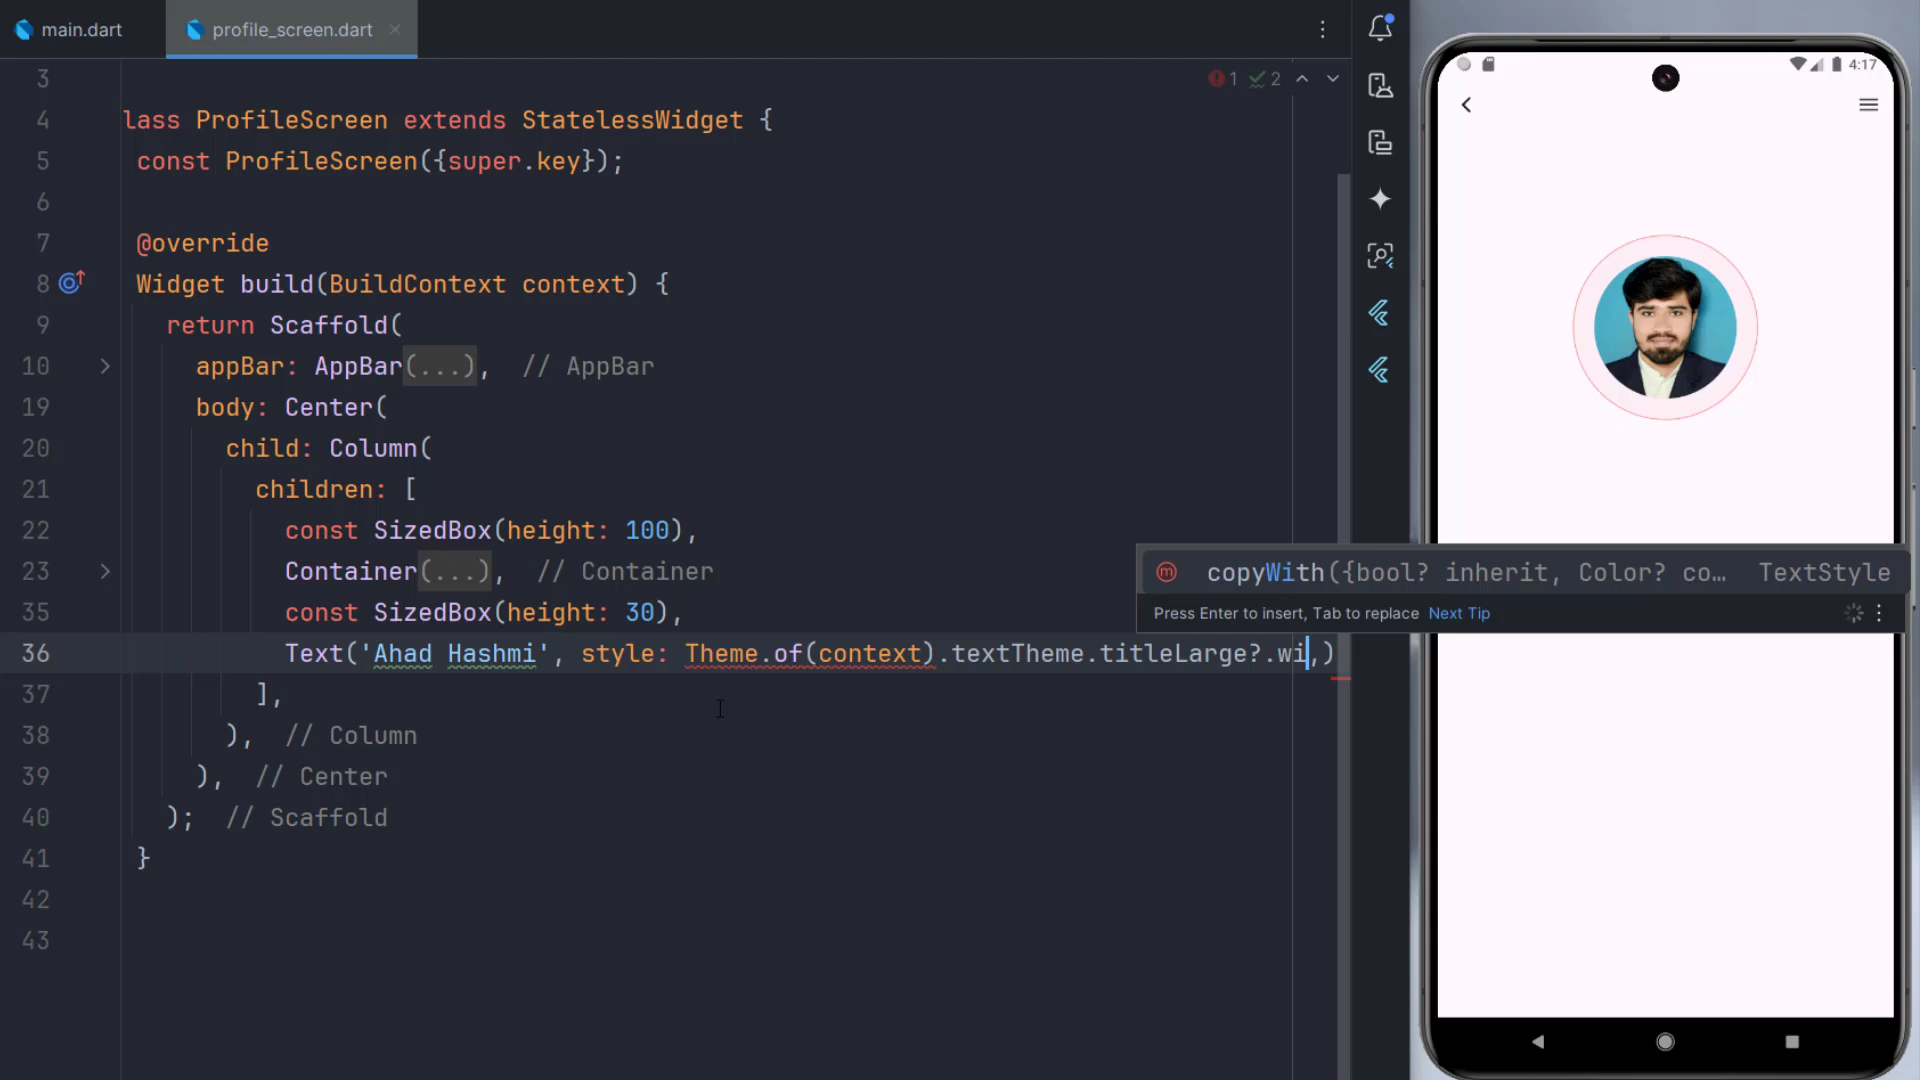 main.dart
profile_screen.dart
1 2
3
4 lass ProfileScreen extends StatelessWidget {
5 const ProfileScreen({super.key});
6
7 @override
8 Widget build(BuildContext context) {
9 return Scaffold(
10 appBar: AppBar(...), // AppBar
19 body: Center(
20 child: Column(
21 children: [
22 const SizedBox(height: 100),
23 Container(...), // Container
35 const SizedBox(height: 30),
36 Text('Ahad Hashmi', style: Theme.of(context).textTheme.titleLarge?.wi,)
37 ],
38 ), // Column
39 ), // Center
40 ); // Scaffold
41 }
42
43
m copyWith({bool? inherit, Color? co… TextStyle
Press Enter to insert, Tab to replace Next Tip
4:17